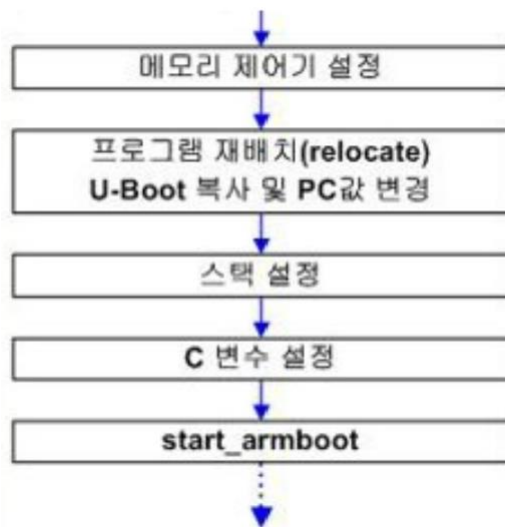 메모리 제어기 설정
프로그램 재배치(relocate)
U-Boot 복사 및 PC값 변경
스택 설정
C 변수 설정
start_armboot